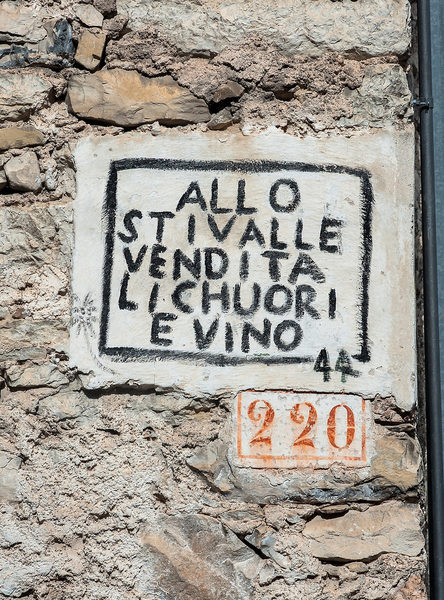 ALLO
STIVALLE
VENDITA
LICHUORI
E VINO
44
220